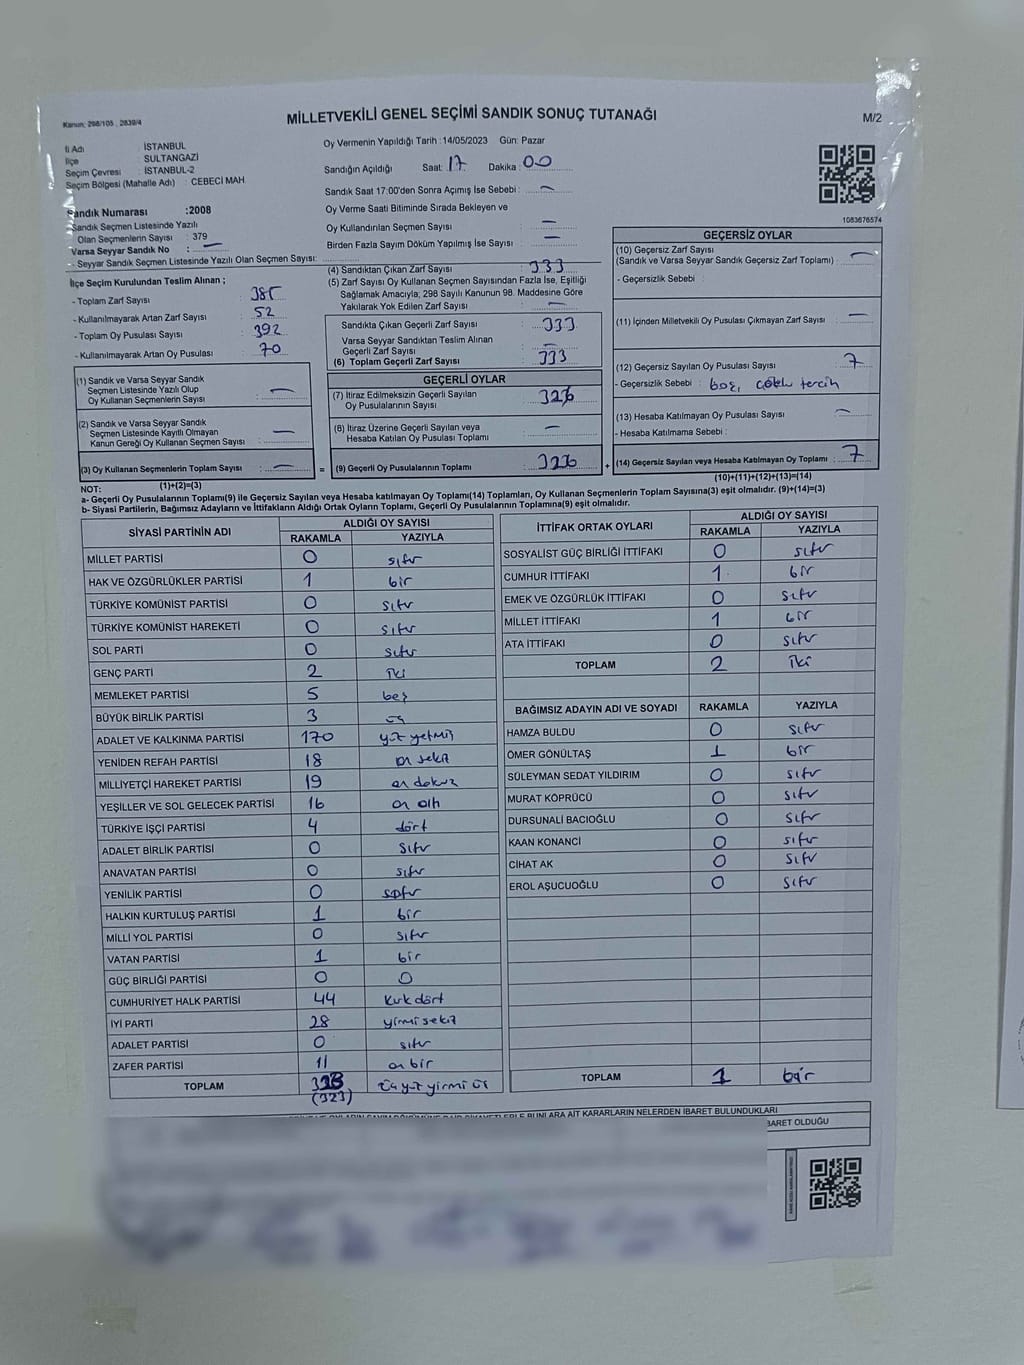 Kanun: 298/105 , 2839/4
MİLLETVEKİLİ GENEL SEÇİMİ SANDIK SONUÇ TUTANAĞI
M/2
İl Adı : İSTANBUL
İlçe : SULTANGAZİ
Seçim Çevresi : İSTANBUL-2
Seçim Bölgesi (Mahalle Adı) : CEBECİ MAH
Sandık Numarası :2008
Sandık Seçmen Listesinde Yazılı
Olan Seçmenlerin Sayısı : 379
Varsa Seyyar Sandık No : —
- Seyyar Sandık Seçmen Listesinde Yazılı Olan Seçmen Sayısı:
İlçe Seçim Kurulundan Teslim Alınan ;
- Toplam Zarf Sayısı : 385
- Kullanılmayarak Artan Zarf Sayısı : 52
- Toplam Oy Pusulası Sayısı : 392
- Kullanılmayarak Artan Oy Pusulası : 70
(1) Sandık ve Varsa Seyyar Sandık
Seçmen Listesinde Yazılı Olup
Oy Kullanan Seçmenlerin Sayısı : —
(2) Sandık ve Varsa Seyyar Sandık
Seçmen Listesinde Kayıtlı Olmayan
Kanun Gereği Oy Kullanan Seçmen Sayısı : —
(3) Oy Kullanan Seçmenlerin Toplam Sayısı : —
(1)+(2)=(3)
Oy Vermenin Yapıldığı Tarih :14/05/2023 Gün: Pazar
Sandığın Açıldığı Saat: 17 Dakika : 00
Sandık Saat 17:00'den Sonra Açımış İse Sebebi : —
Oy Verme Saati Bitiminde Sırada Bekleyen ve
Oy Kullandırılan Seçmen Sayısı : —
Birden Fazla Sayım Döküm Yapılmış İse Sayısı : —
(4) Sandıktan Çıkan Zarf Sayısı : 333
(5) Zarf Sayısı Oy Kullanan Seçmen Sayısından Fazla İse, Eşitliği
Sağlamak Amacıyla; 298 Sayılı Kanunun 98. Maddesine Göre
Yakılarak Yok Edilen Zarf Sayısı : —
Sandıkta Çıkan Geçerli Zarf Sayısı : 333
Varsa Seyyar Sandıktan Teslim Alınan
Geçerli Zarf Sayısı : —
(6) Toplam Geçerli Zarf Sayısı : 333
GEÇERLİ OYLAR
(7) İtiraz Edilmeksizin Geçerli Sayılan
Oy Pusulalarının Sayısı : 326
(8) İtiraz Üzerine Geçerli Sayılan veya
Hesaba Katılan Oy Pusulası Toplamı : —
= (9) Geçerli Oy Pusulalarının Toplamı : 326 +
1083676574
GEÇERSİZ OYLAR
(10) Geçersiz Zarf Sayısı
(Sandık ve Varsa Seyyar Sandık Geçersiz Zarf Toplamı) : —
- Geçersizlik Sebebi :
(11) İçinden Milletvekili Oy Pusulası Çıkmayan Zarf Sayısı : —
(12) Geçersiz Sayılan Oy Pusulası Sayısı : 7
- Geçersizlik Sebebi : boş, çoklu tercih
(13) Hesaba Katılmayan Oy Pusulası Sayısı : —
- Hesaba Katılmama Sebebi :
(14) Geçersiz Sayılan veya Hesaba Katılmayan Oy Toplamı : 7
(10)+(11)+(12)+(13)=(14)
NOT:
a- Geçerli Oy Pusulalarının Toplamı(9) ile Geçersiz Sayılan veya Hesaba katılmayan Oy Toplamı(14) Toplamları, Oy Kullanan Seçmenlerin Toplam Sayısına(3) eşit olmalıdır. (9)+(14)=(3)
b- Siyasi Partilerin, Bağımsız Adayların ve İttifakların Aldığı Ortak Oyların Toplamı, Geçerli Oy Pusulalarının Toplamına(9) eşit olmalıdır.
SİYASİ PARTİNİN ADI ALDIĞI OY SAYISI
RAKAMLA YAZIYLA
MİLLET PARTİSİ 0 sıfır
HAK VE ÖZGÜRLÜKLER PARTİSİ 1 bir
TÜRKİYE KOMÜNİST PARTİSİ 0 sıfır
TÜRKİYE KOMÜNİST HAREKETİ 0 sıfır
SOL PARTİ 0 sıfır
GENÇ PARTİ 2 iki
MEMLEKET PARTİSİ 5 beş
BÜYÜK BİRLİK PARTİSİ 3 üç
ADALET VE KALKINMA PARTİSİ 170 yüz yetmiş
YENİDEN REFAH PARTİSİ 18 on sekiz
MİLLİYETÇİ HAREKET PARTİSİ 19 on dokuz
YEŞİLLER VE SOL GELECEK PARTİSİ 16 on altı
TÜRKİYE İŞÇİ PARTİSİ 4 dört
ADALET BİRLİK PARTİSİ 0 sıfır
ANAVATAN PARTİSİ 0 sıfır
YENİLİK PARTİSİ 0 sıfır
HALKIN KURTULUŞ PARTİSİ 1 bir
MİLLİ YOL PARTİSİ 0 sıfır
VATAN PARTİSİ 1 bir
GÜÇ BİRLİĞİ PARTİSİ 0 0
CUMHURİYET HALK PARTİSİ 44 kırk dört
İYİ PARTİ 28 yirmi sekiz
ADALET PARTİSİ 0 sıfır
ZAFER PARTİSİ 11 on bir
TOPLAM (323) üç yüz yirmi üç
İTTİFAK ORTAK OYLARI ALDIĞI OY SAYISI
RAKAMLA YAZIYLA
SOSYALİST GÜÇ BİRLİĞİ İTTİFAKI 0 sıfır
CUMHUR İTTİFAKI 1 bir
EMEK VE ÖZGÜRLÜK İTTİFAKI 0 sıfır
MİLLET İTTİFAKI 1 bir
ATA İTTİFAKI 0 sıfır
TOPLAM 2 iki
BAĞIMSIZ ADAYIN ADI VE SOYADI RAKAMLA YAZIYLA
HAMZA BULDU 0 sıfır
ÖMER GÖNÜLTAŞ 1 bir
SÜLEYMAN SEDAT YILDIRIM 0 sıfır
MURAT KÖPRÜCÜ 0 sıfır
DURSUNALİ BACIOĞLU 0 sıfır
KAAN KONANCİ 0 sıfır
CİHAT AK 0 sıfır
EROL AŞUCUOĞLU 0 sıfır
TOPLAM 1 bir
BUNLARA AİT KARARLARIN NELERDEN İBARET BULUNDUKLARI
İBARET OLDUĞU